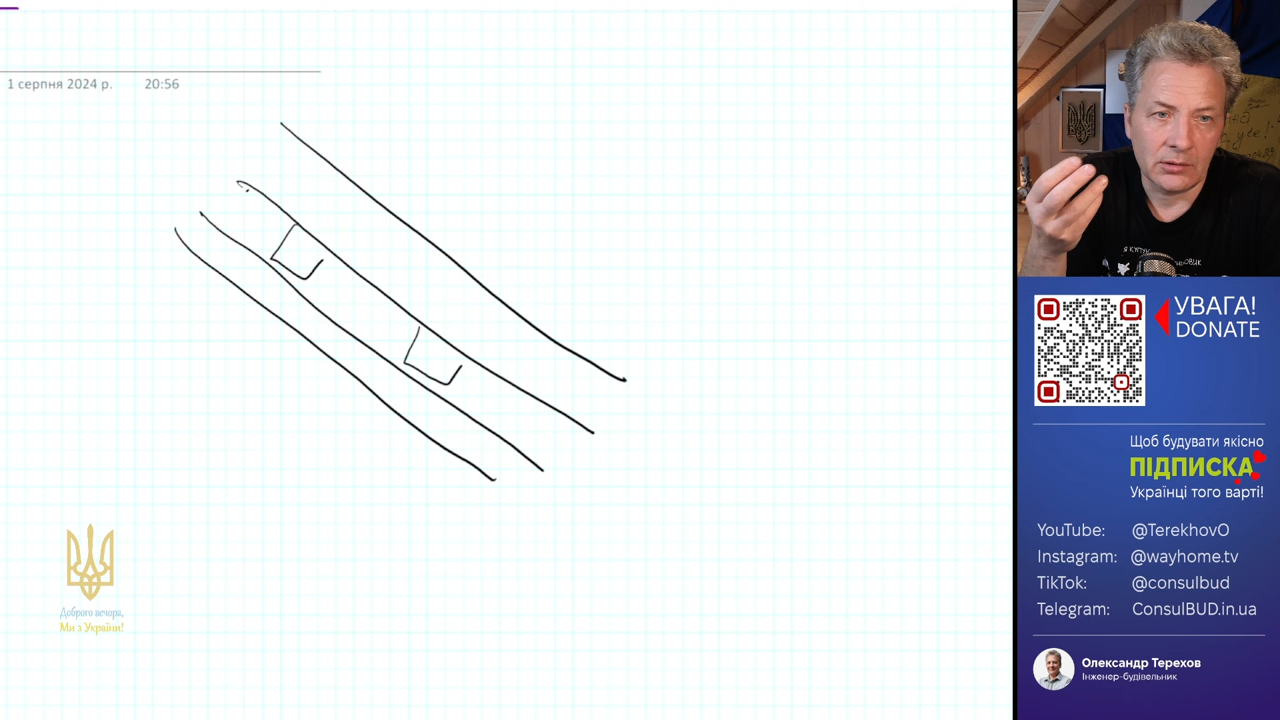 1 серпня 2024 р. 20:56
Доброго вечора,
Ми з України!
УВАГА!
DONATE
Щоб будувати якісно
ПІДПИСКА
Українці того варті!
YouTube: @TerekhovO
Instagram: @wayhome.tv
TikTok: @consulbud
Telegram: ConsulBUD.in.ua
Олександр Терехов
Інженер-будівельник